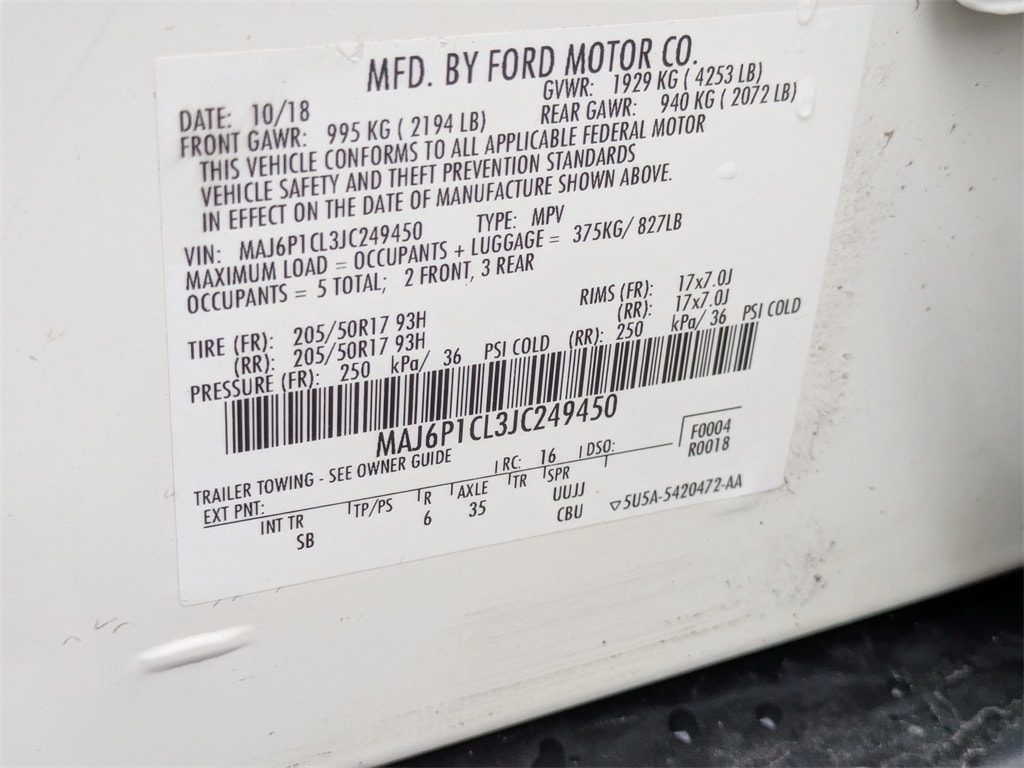 MFD. BY FORD MOTOR CO.
DATE: 10/18 GVWR: 1929 KG ( 4253 LB)
FRONT GAWR: 995 KG ( 2194 LB) REAR GAWR: 940 KG ( 2072 LB)
THIS VEHICLE CONFORMS TO ALL APPLICABLE FEDERAL MOTOR
VEHICLE SAFETY AND THEFT PREVENTION STANDARDS
IN EFFECT ON THE DATE OF MANUFACTURE SHOWN ABOVE.
VIN: MAJ6P1CL3JC249450 TYPE: MPV
MAXIMUM LOAD = OCCUPANTS + LUGGAGE = 375KG/ 827LB
OCCUPANTS = 5 TOTAL; 2 FRONT, 3 REAR
TIRE (FR): 205/50R17 93H RIMS (FR): 17x7.0J
(RR): 205/50R17 93H (RR): 17x7.0J
PRESSURE (FR): 250 kPa/ 36 PSI COLD (RR): 250 kPa/ 36 PSI COLD
MAJ6P1CL3JC249450
TRAILER TOWING - SEE OWNER GUIDE
EXT PNT: RC: 16 DSO: F0004
R0018
INT TR TP/PS R AXLE TR SPR
SB 6 35 UUJJ
CBU
▽5U5A-5420472-AA